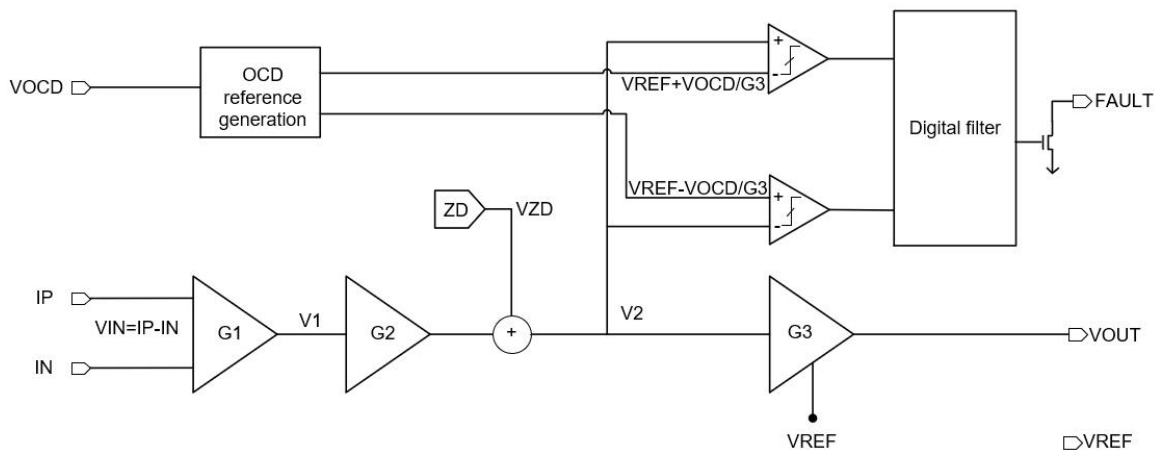 +
-
VREF+VOCD/G3
OCD
reference
generation
VOCD
FAULT
Digital filter
VREF-VOCD/G3
+
-
ZD
VZD
IP
VIN=IP-IN
IN
G1
V1
G2
+
V2
G3
VOUT
VREF
VREF